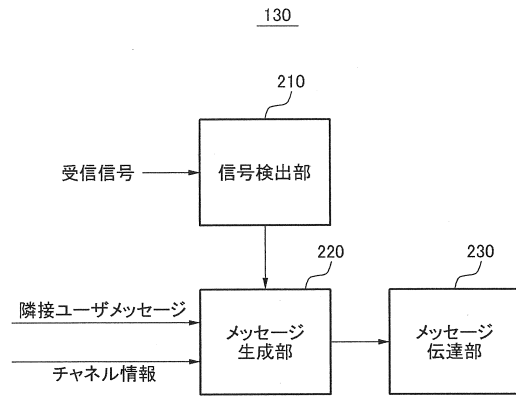 130
210
受信信号
信号検出部
220
230
隣接ユーザメッセージ
メッセージ
生成部
メッセージ
伝達部
チャネル情報